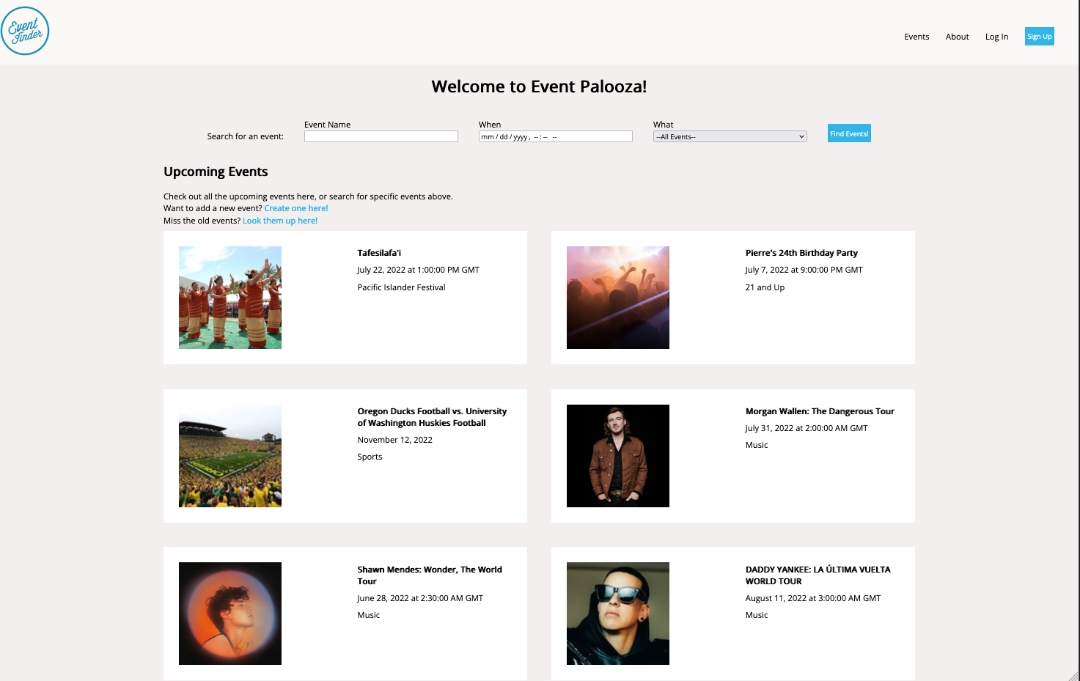 Event
Finder
Events
About
Log In
Sign Up
Welcome to Event Palooza!
Search for an event:
Event Name
When
mm / dd / yyyy , -- : -- --
What
--All Events--
Find Events!
Upcoming Events
Check out all the upcoming events here, or search for specific events above.
Want to add a new event? Create one here!
Miss the old events? Look them up here!
Tafesilafa'i
July 22, 2022 at 1:00:00 PM GMT
Pacific Islander Festival
Pierre's 24th Birthday Party
July 7, 2022 at 9:00:00 PM GMT
21 and Up
Oregon Ducks Football vs. University
of Washington Huskies Football
November 12, 2022
Sports
Morgan Wallen: The Dangerous Tour
July 31, 2022 at 2:00:00 AM GMT
Music
Shawn Mendes: Wonder, The World
Tour
June 28, 2022 at 2:30:00 AM GMT
Music
DADDY YANKEE: LA ÚLTIMA VUELTA
WORLD TOUR
August 11, 2022 at 3:00:00 AM GMT
Music